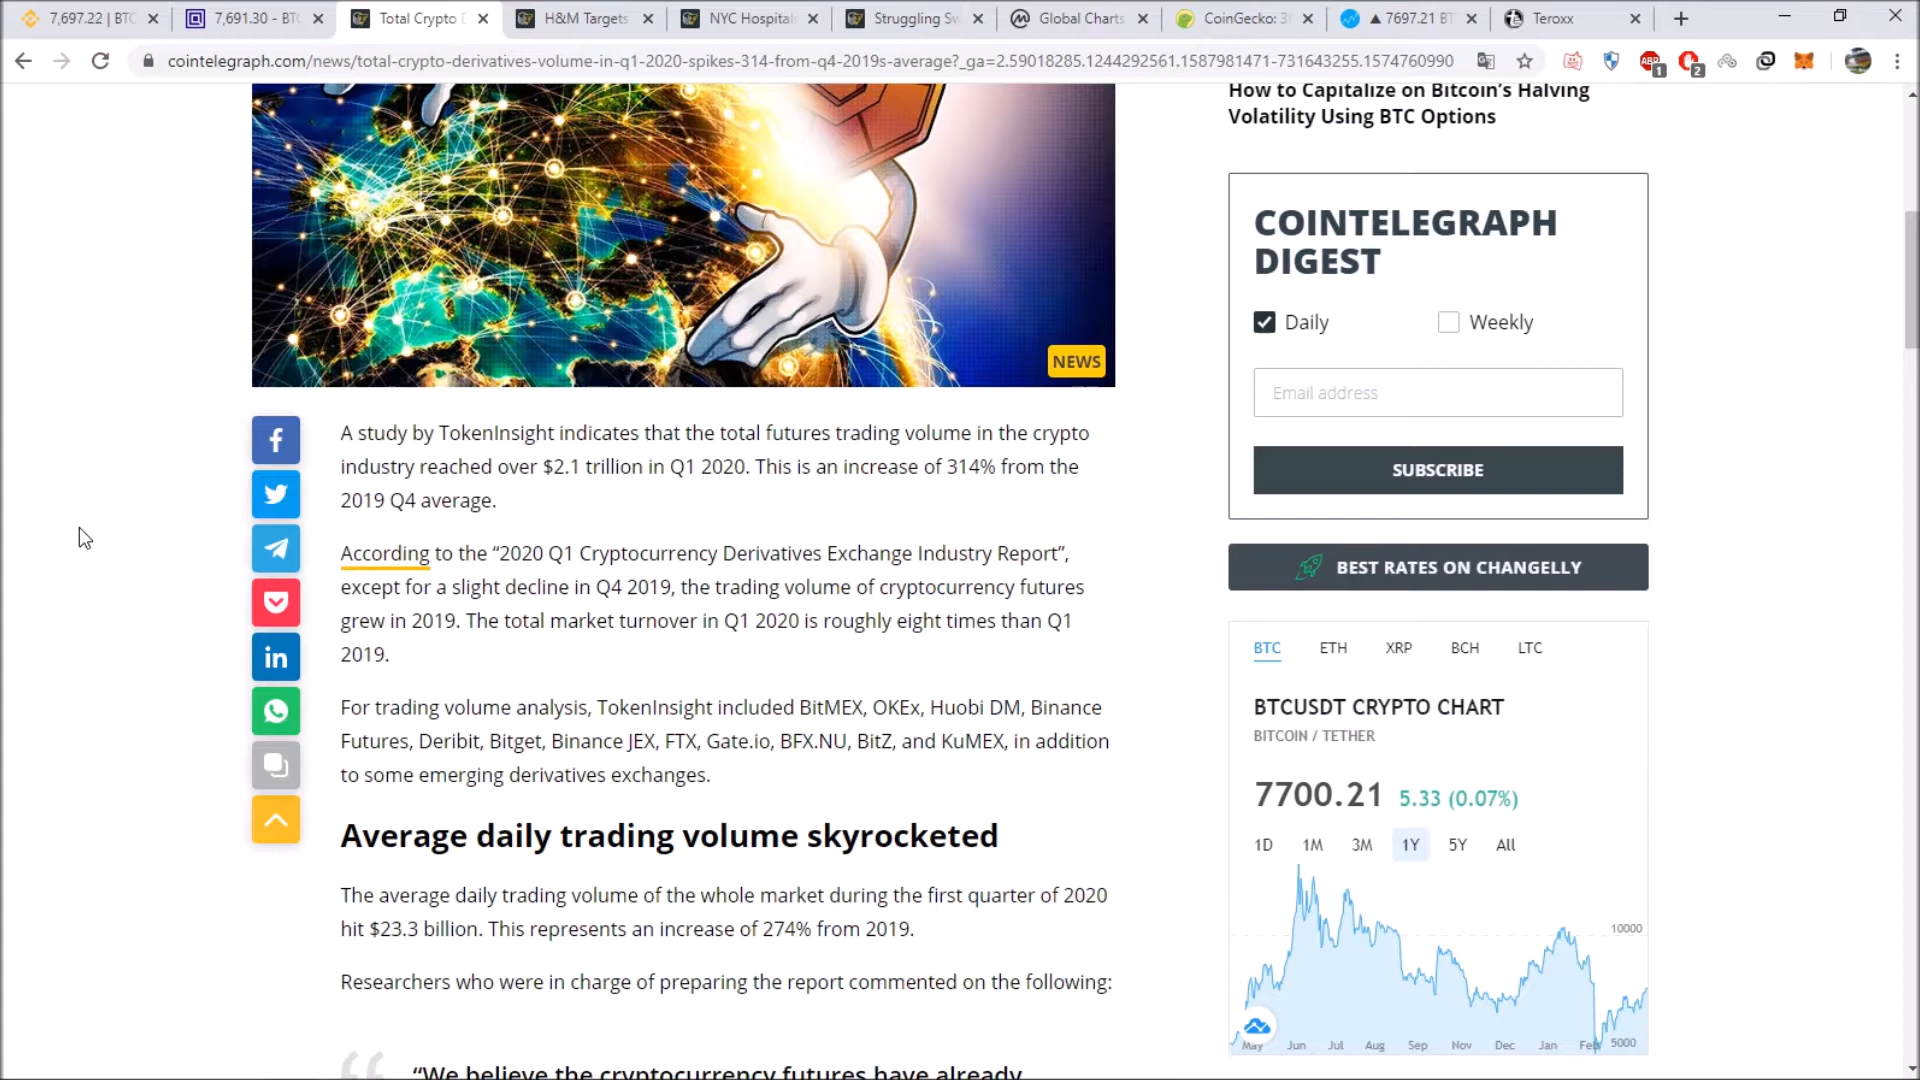 7,697.22 | BTC
7,691.30 - BTC
Total Crypto D
H&M Targets
NYC Hospital
Struggling Sw
Global Charts
CoinGecko: 3
▲ 7697.21 BT
Teroxx
cointelegraph.com/news/total-crypto-derivatives-volume-in-q1-2020-spikes-314-from-q4-2019s-average?_ga=2.59018285.1244292561.1587981471-731643255.1574760990
ABP
1
2
How to Capitalize on Bitcoin’s Halving
Volatility Using BTC Options
NEWS
A study by TokenInsight indicates that the total futures trading volume in the crypto
industry reached over $2.1 trillion in Q1 2020. This is an increase of 314% from the
2019 Q4 average.
According to the “2020 Q1 Cryptocurrency Derivatives Exchange Industry Report”,
except for a slight decline in Q4 2019, the trading volume of cryptocurrency futures
grew in 2019. The total market turnover in Q1 2020 is roughly eight times than Q1
2019.
For trading volume analysis, TokenInsight included BitMEX, OKEx, Huobi DM, Binance
Futures, Deribit, Bitget, Binance JEX, FTX, Gate.io, BFX.NU, BitZ, and KuMEX, in addition
to some emerging derivatives exchanges.
Average daily trading volume skyrocketed
The average daily trading volume of the whole market during the first quarter of 2020
hit $23.3 billion. This represents an increase of 274% from 2019.
Researchers who were in charge of preparing the report commented on the following:
“We believe the cryptocurrency futures have already
COINTELEGRAPH
DIGEST
Daily
Weekly
Email address
SUBSCRIBE
BEST RATES ON CHANGELLY
BTC ETH XRP BCH LTC
BTCUSDT CRYPTO CHART
BITCOIN / TETHER
7700.21 5.33 (0.07%)
1D 1M 3M 1Y 5Y All
10000
5000
May Jun Jul Aug Sep Nov Dec Jan Feb